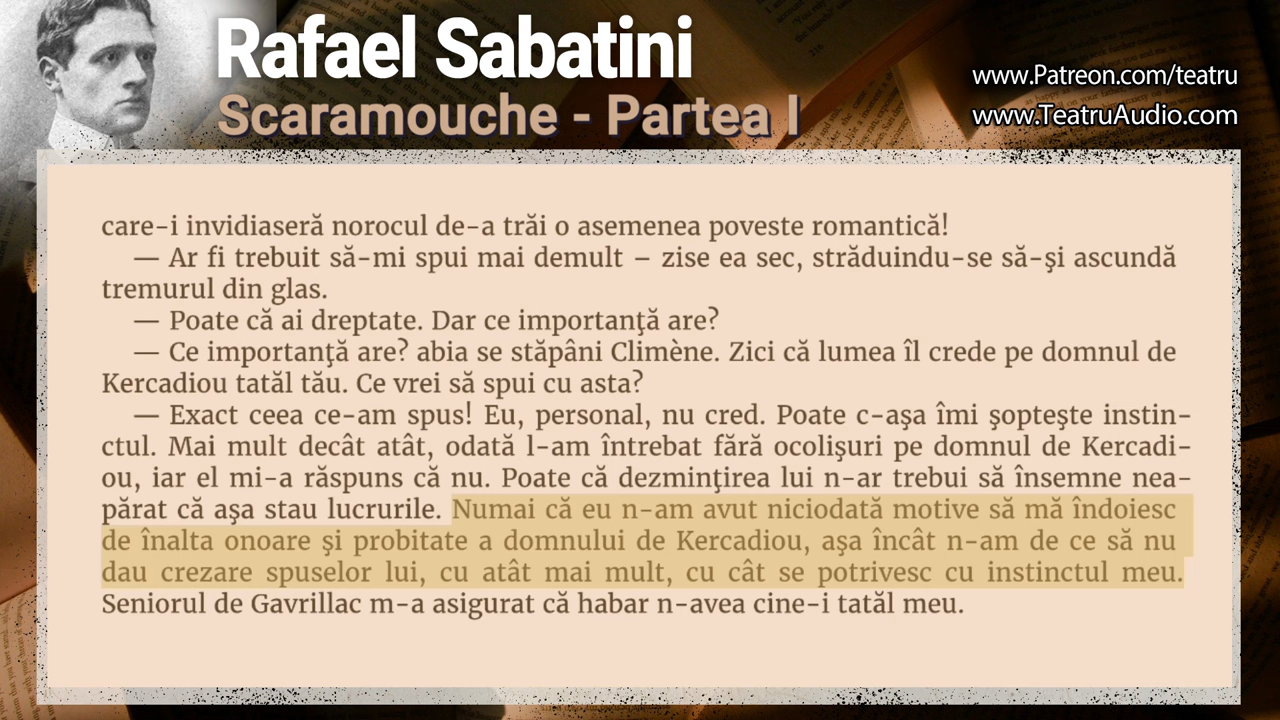 Rafael Sabatini
Scaramouche - Partea I
www.Patreon.com/teatru
www.TeatruAudio.com
care-i invidiaseră norocul de-a trăi o asemenea poveste romantică!
— Ar fi trebuit să-mi spui mai demult – zise ea sec, străduindu-se să-şi ascundă
tremurul din glas.
— Poate că ai dreptate. Dar ce importanţă are?
— Ce importanţă are? abia se stăpâni Climène. Zici că lumea îl crede pe domnul de
Kercadiou tatăl tău. Ce vrei să spui cu asta?
— Exact ceea ce-am spus! Eu, personal, nu cred. Poate c-aşa îmi şopteşte instin-
ctul. Mai mult decât atât, odată l-am întrebat fără ocolişuri pe domnul de Kercadi-
ou, iar el mi-a răspuns că nu. Poate că dezminţirea lui n-ar trebui să însemne nea-
părat că aşa stau lucrurile. Numai că eu n-am avut niciodată motive să mă îndoiesc
de înalta onoare şi probitate a domnului de Kercadiou, aşa încât n-am de ce să nu
dau crezare spuselor lui, cu atât mai mult, cu cât se potrivesc cu instinctul meu.
Seniorul de Gavrillac m-a asigurat că habar n-avea cine-i tatăl meu.